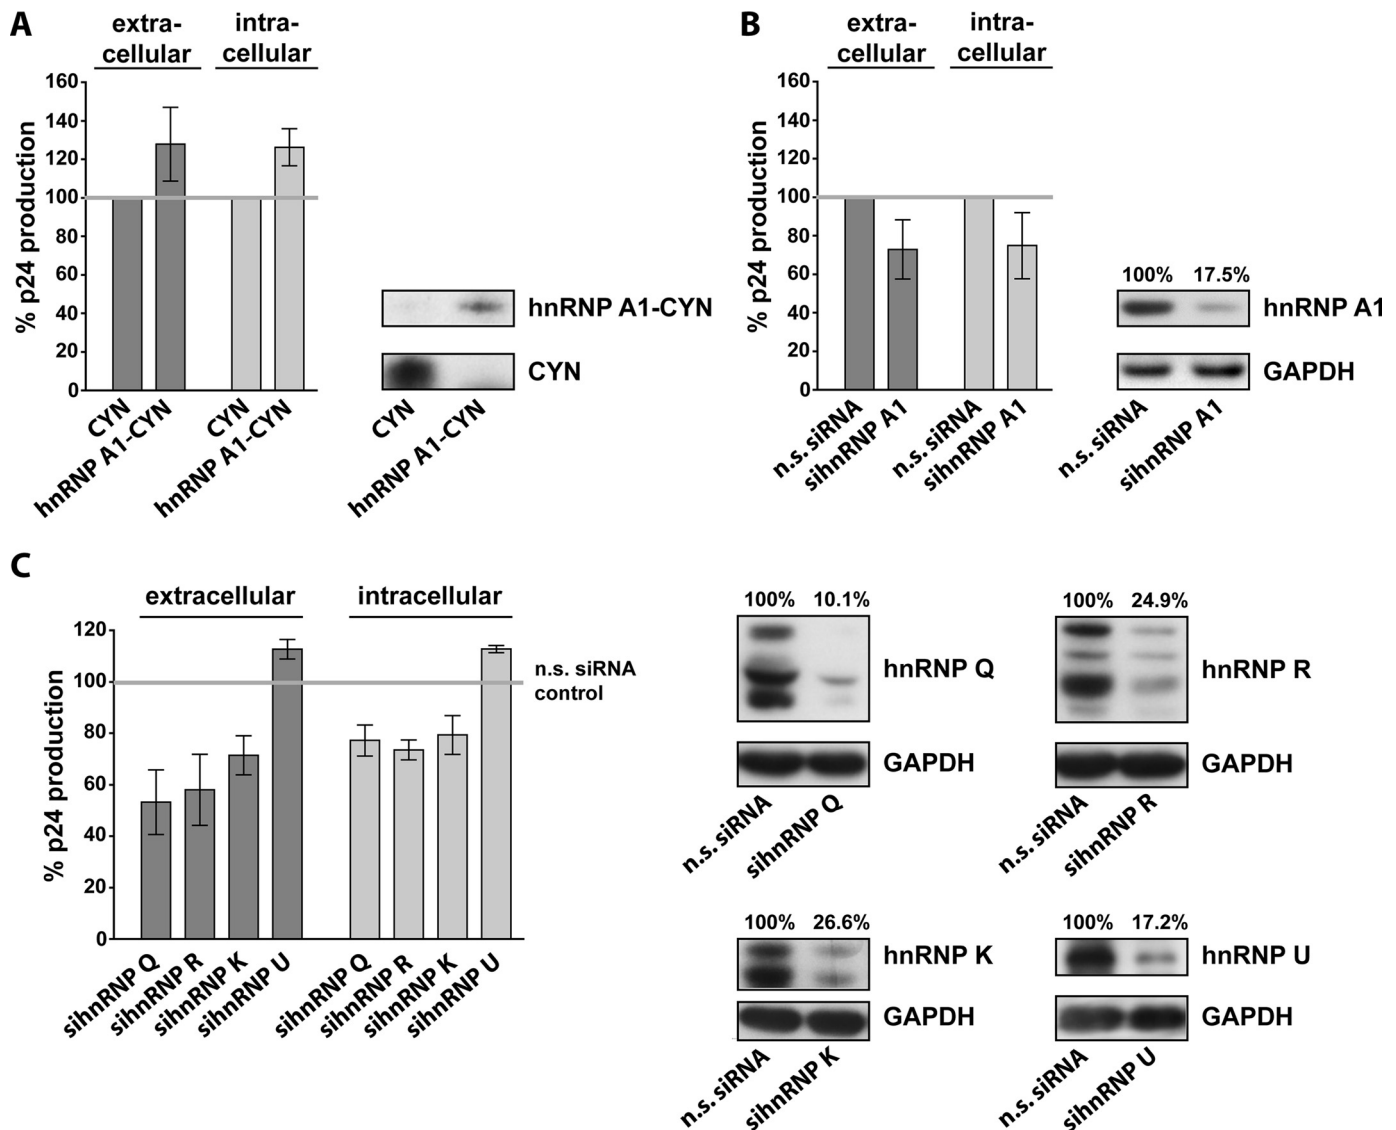 A
extra-
cellular
intra-
cellular
160
140
120
100
80
60
40
20
0
% p24 production
CYN
hnRNP A1-CYN
CYN
hnRNP A1-CYN
hnRNP A1-CYN
CYN
CYN
hnRNP A1-CYN
B
extra-
cellular
intra-
cellular
160
140
120
100
80
60
40
20
0
% p24 production
n.s. siRNA
sihnRNP A1
n.s. siRNA
sihnRNP A1
100% 17.5%
hnRNP A1
GAPDH
n.s. siRNA
sihnRNP A1
C
extracellular
intracellular
120
100
80
60
40
20
0
% p24 production
n.s. siRNA
control
sihnRNP Q
sihnRNP R
sihnRNP K
sihnRNP U
sihnRNP Q
sihnRNP R
sihnRNP K
sihnRNP U
100% 10.1%
hnRNP Q
GAPDH
n.s. siRNA
sihnRNP Q
100% 24.9%
hnRNP R
GAPDH
n.s. siRNA
sihnRNP R
100% 26.6%
hnRNP K
GAPDH
n.s. siRNA
sihnRNP K
100% 17.2%
hnRNP U
GAPDH
n.s. siRNA
sihnRNP U